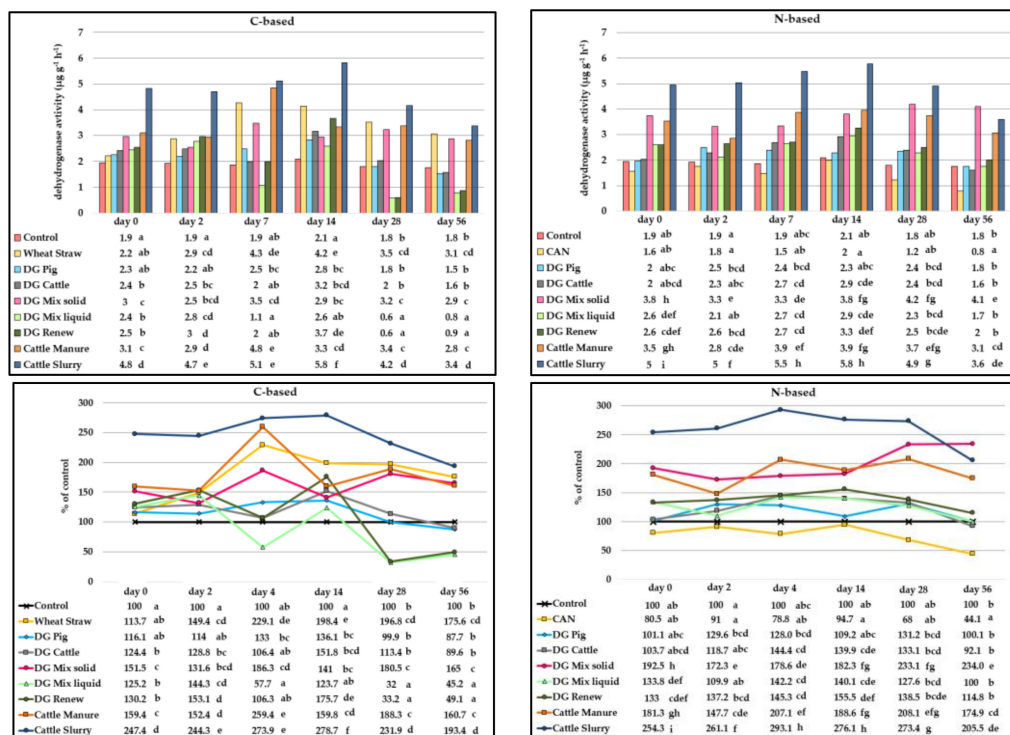 C-based
dehydrogenase avtivity (µg g⁻¹ h⁻¹)
7
6
5
4
3
2
1
0
day 0 day 2 day 7 day 14 day 28 day 56
Control 1.9 a 1.9 a 1.9 ab 2.1 a 1.8 b 1.8 b
Wheat Straw 2.2 ab 2.9 cd 4.3 de 4.2 e 3.5 cd 3.1 cd
DG Pig 2.3 ab 2.2 ab 2.5 bc 2.8 bc 1.8 b 1.5 b
DG Cattle 2.4 b 2.5 bc 2 ab 3.2 bcd 2 b 1.6 b
DG Mix solid 3 c 2.5 bcd 3.5 cd 2.9 bc 3.2 c 2.9 c
DG Mix liquid 2.4 b 2.8 cd 1.1 a 2.6 ab 0.6 a 0.8 a
DG Renew 2.5 b 3 d 2 ab 3.7 de 0.6 a 0.9 a
Cattle Manure 3.1 c 2.9 d 4.8 e 3.3 cd 3.4 c 2.8 c
Cattle Slurry 4.8 d 4.7 e 5.1 e 5.8 f 4.2 d 3.4 d
N-based
dehydrogenase activity (µg g⁻¹ h⁻¹)
7
6
5
4
3
2
1
0
day 0 day 2 day 7 day 14 day 28 day 56
Control 1.9 ab 1.9 a 1.9 abc 2.1 ab 1.8 ab 1.8 b
CAN 1.6 ab 1.8 a 1.5 ab 2 a 1.2 ab 0.8 a
DG Pig 2 abc 2.5 bcd 2.4 bcd 2.3 abc 2.4 bcd 1.8 b
DG Cattle 2 abcd 2.3 abc 2.7 cd 2.9 cde 2.4 bcd 1.6 b
DG Mix solid 3.8 h 3.3 e 3.3 de 3.8 fg 4.2 fg 4.1 e
DG Mix liquid 2.6 def 2.1 ab 2.7 cd 2.9 cde 2.3 bcd 1.7 b
DG Renew 2.6 cdef 2.6 bcd 2.7 cd 3.3 def 2.5 bcde 2 b
Cattle Manure 3.5 gh 2.8 cde 3.9 ef 3.9 fg 3.7 efg 3.1 cd
Cattle Slurry 5 i 5 f 5.5 h 5.8 h 4.9 g 3.6 de
C-based
% of control
300
250
200
150
100
50
0
day 0 day 2 day 4 day 14 day 28 day 56
Control 100 a 100 a 100 ab 100 a 100 b 100 b
Wheat Straw 113.7 ab 149.4 cd 229.1 de 198.4 e 196.8 cd 175.6 cd
DG Pig 116.1 ab 114 ab 133 bc 136.1 bc 99.9 b 87.7 b
DG Cattle 124.4 b 128.8 bc 106.4 ab 151.8 bcd 113.4 b 89.6 b
DG Mix solid 151.5 c 131.6 bcd 186.3 cd 141 bc 180.5 c 165 c
DG Mix liquid 125.2 b 144.3 cd 57.7 a 123.7 ab 32 a 45.2 a
DG Renew 130.2 b 153.1 d 106.3 ab 175.7 de 33.2 a 49.1 a
Cattle Manure 159.4 c 152.4 d 259.4 e 159.8 cd 188.3 c 160.7 c
Cattle Slurry 247.4 d 244.3 e 273.9 e 278.7 f 231.9 d 193.4 d
N-based
% of control
300
250
200
150
100
50
0
day 0 day 2 day 4 day 14 day 28 day 56
Control 100 ab 100 a 100 abc 100 ab 100 ab 100 b
CAN 80.5 ab 91 a 78.8 ab 94.7 a 68 ab 44.1 a
DG Pig 101.1 abc 129.6 bcd 128.0 bcd 109.2 abc 131.2 bcd 100.1 b
DG Cattle 103.7 abcd 118.7 abc 144.4 cd 139.9 cde 133.1 bcd 92.1 b
DG Mix solid 192.5 h 172.3 e 178.6 de 182.3 fg 233.1 fg 234.0 e
DG Mix liquid 133.8 def 109.9 ab 142.2 cd 140.1 cde 127.6 bcd 100 b
DG Renew 133 cdef 137.2 bcd 145.3 cd 155.5 def 138.5 bcde 114.8 b
Cattle Manure 181.3 gh 147.7 cde 207.1 ef 188.6 fg 208.1 efg 174.9 cd
Cattle Slurry 254.3 i 261.1 f 293.1 h 276.1 h 273.4 g 205.5 de